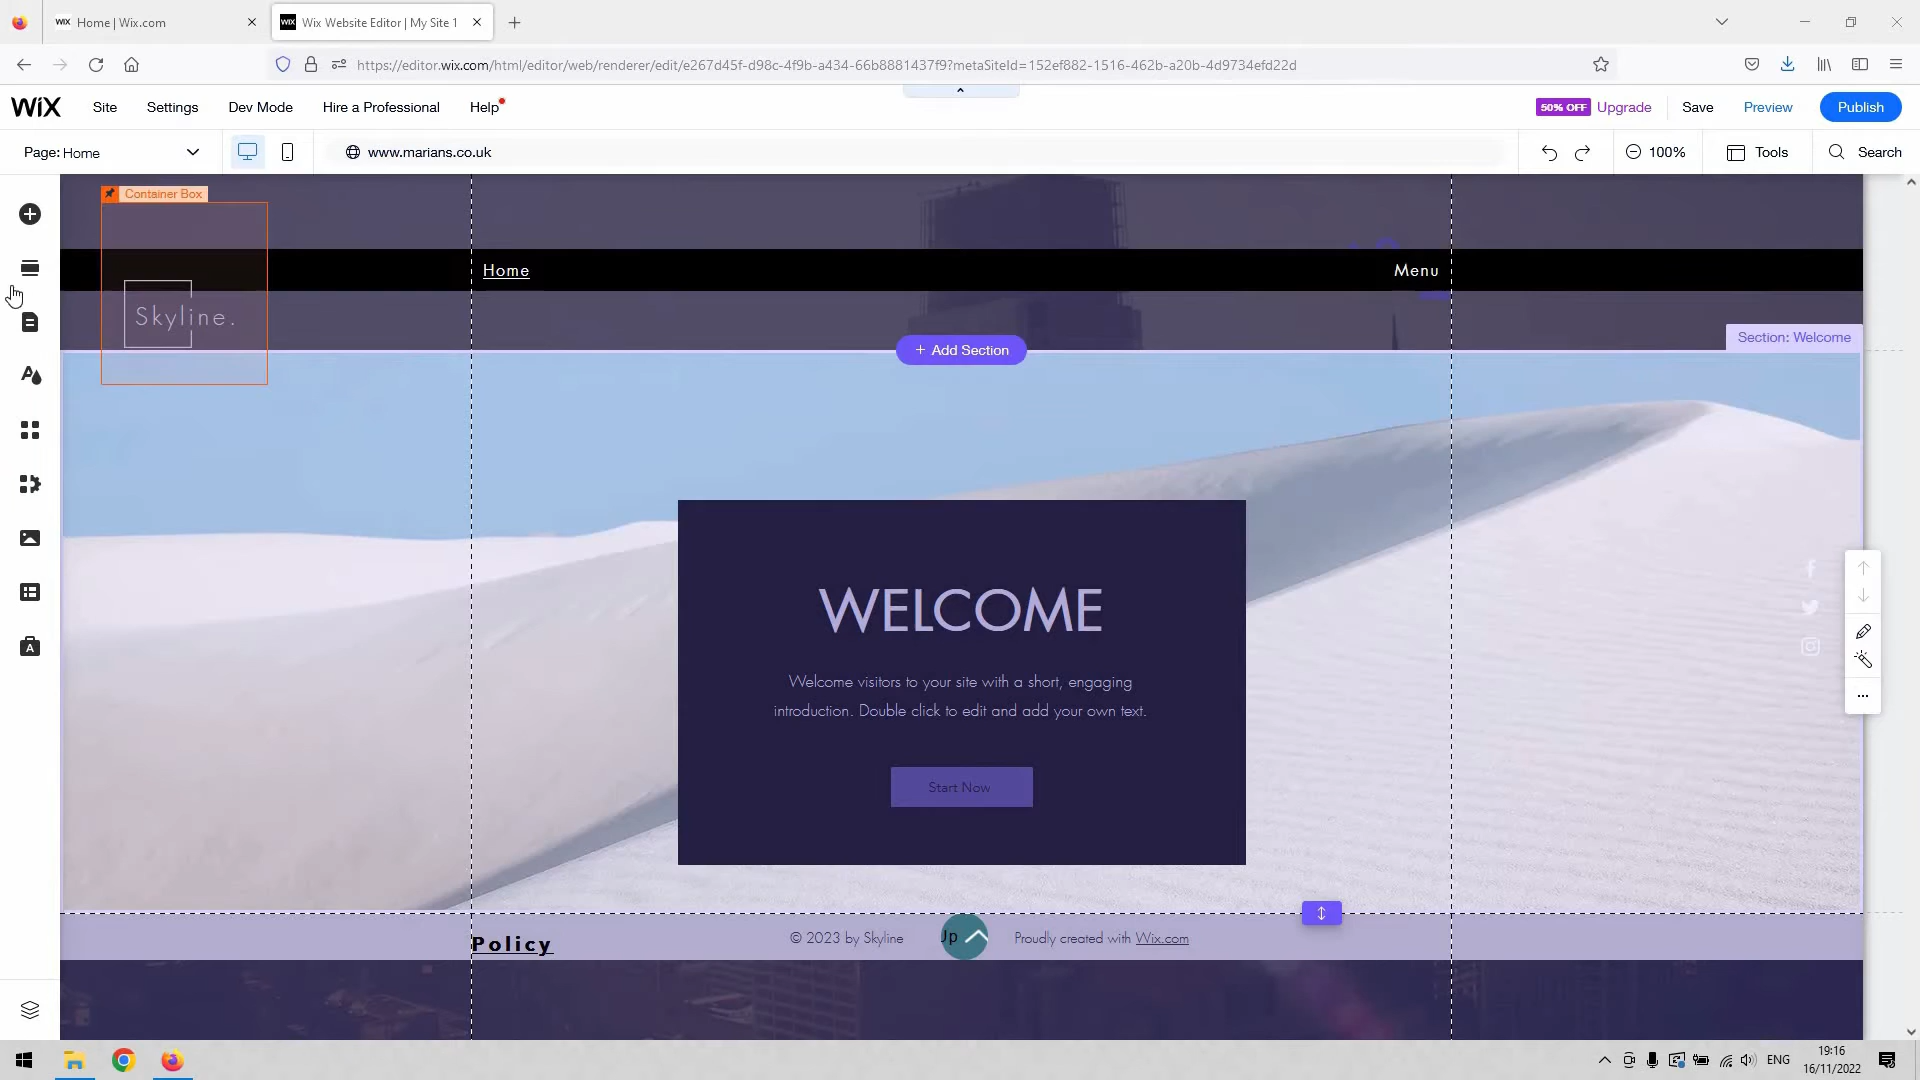 WiX Home | Wix.com
WiX Wix Website Editor | My Site 1
https://editor.wix.com/html/editor/web/renderer/edit/e267d45f-d98c-4f9b-a434-66b8881437f9?metaSiteId=152ef882-1516-462b-a20b-4d9734efd22d
WiX Site Settings Dev Mode Hire a Professional Help 50% OFF Upgrade Save Preview Publish
Page: Home www.marians.co.uk 100% Tools Search
Container Box
Home Menu
Skyline.
Section: Welcome
+ Add Section
WELCOME
Welcome visitors to your site with a short, engaging
introduction. Double click to edit and add your own text.
Start Now
Policy © 2023 by Skyline Up Proudly created with Wix.com
ENG
19:16
16/11/2022